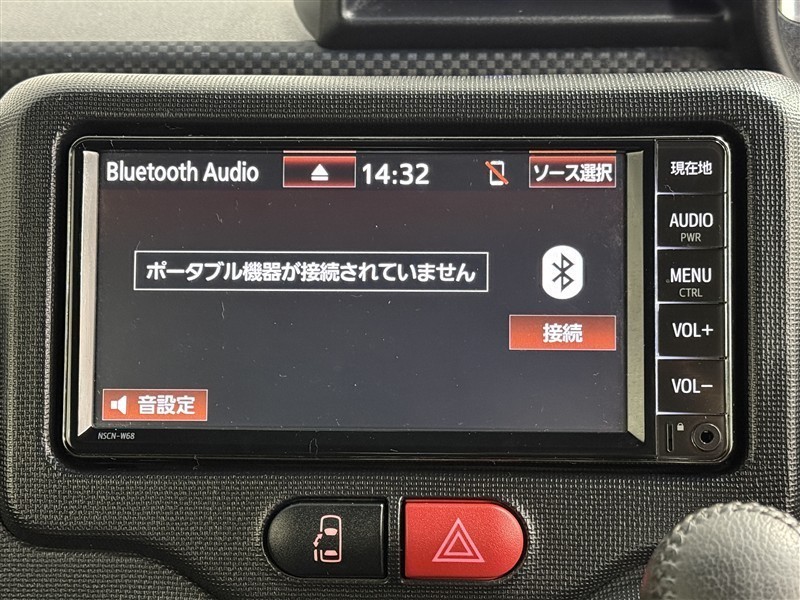 Bluetooth Audio
14:32
ソース選択
ポータブル機器が接続されていません
接続
音設定
NSCN-W68
現在地
AUDIO
PWR
MENU
CTRL
VOL+
VOL-